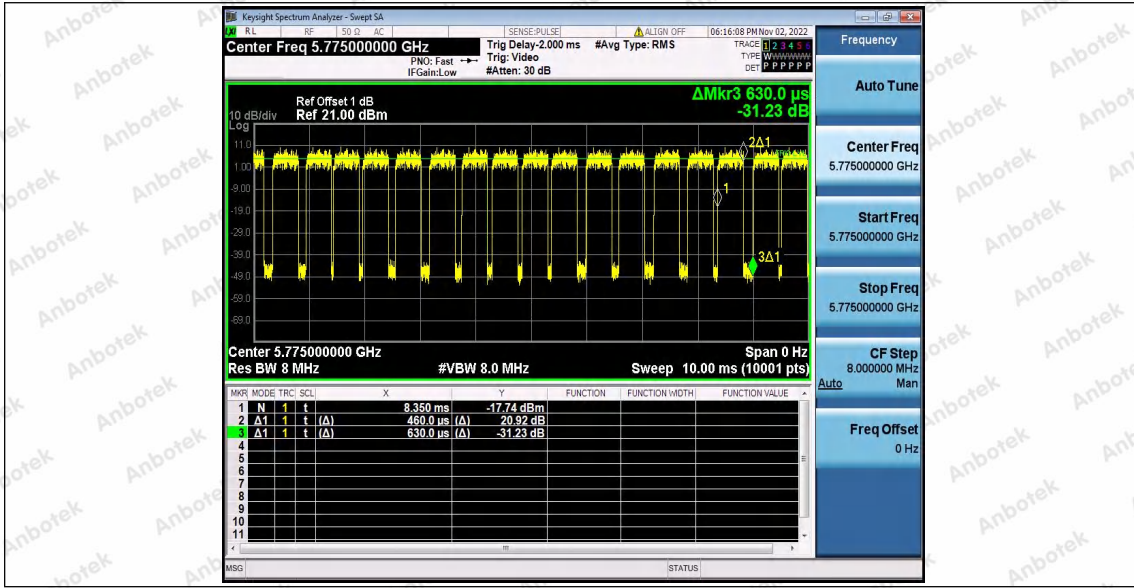 Keysight Spectrum Analyzer - Swept SA
LXI RL RF 50 Ω AC SENSE:PULSE ALIGN OFF 06:16:08 PM Nov 02, 2022
Center Freq 5.775000000 GHz
PNO: Fast
IFGain:Low
Trig Delay-2.000 ms
Trig: Video
#Atten: 30 dB
#Avg Type: RMS
TRACE 1 2 3 4 5 6
TYPE WWWWWW
DET P P P P P P
Frequency
Auto Tune
Center Freq
5.775000000 GHz
Start Freq
5.775000000 GHz
Stop Freq
5.775000000 GHz
CF Step
8.000000 MHz
Auto Man
Freq Offset
0 Hz
ΔMkr3 630.0 µs
-31.23 dB
Ref Offset 1 dB
10 dB/div Ref 21.00 dBm
Log
11.0
1.00
-9.00
-19.0
-29.0
-39.0
-49.0
-59.0
-69.0
2Δ1
1
3Δ1
Center 5.775000000 GHz Span 0 Hz
Res BW 8 MHz #VBW 8.0 MHz Sweep 10.00 ms (10001 pts)
MKR MODE TRC SCL X Y FUNCTION FUNCTION WIDTH FUNCTION VALUE
1 N 1 t 8.350 ms -17.74 dBm
2 Δ1 1 t (Δ) 460.0 µs (Δ) 20.92 dB
3 Δ1 1 t (Δ) 630.0 µs (Δ) -31.23 dB
4
5
6
7
8
9
10
11
MSG STATUS
Anbotek